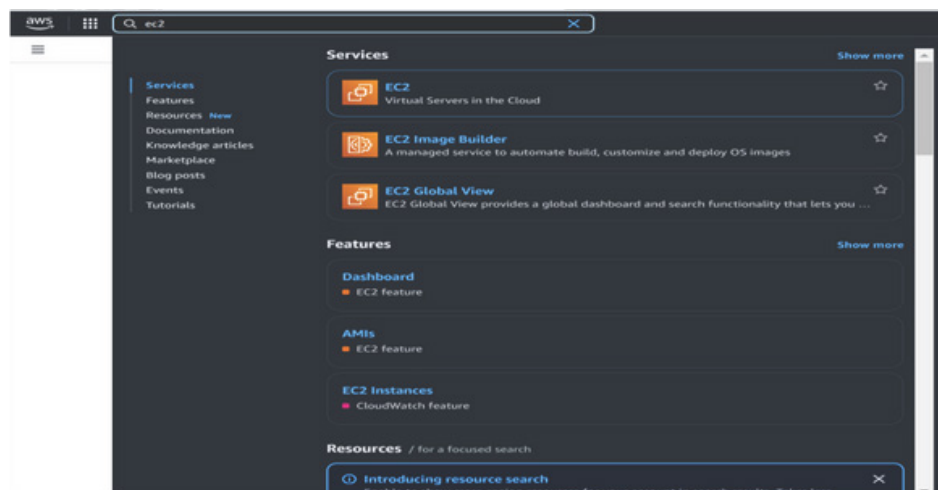 aws
ec2
Services
Features
Resources New
Documentation
Knowledge articles
Marketplace
Blog posts
Events
Tutorials
Services Show more
EC2
Virtual Servers in the Cloud
EC2 Image Builder
A managed service to automate build, customize and deploy OS images
EC2 Global View
EC2 Global View provides a global dashboard and search functionality that lets you ...
Features Show more
Dashboard
EC2 feature
AMIs
EC2 feature
EC2 Instances
CloudWatch feature
Resources / for a focused search
Introducing resource search